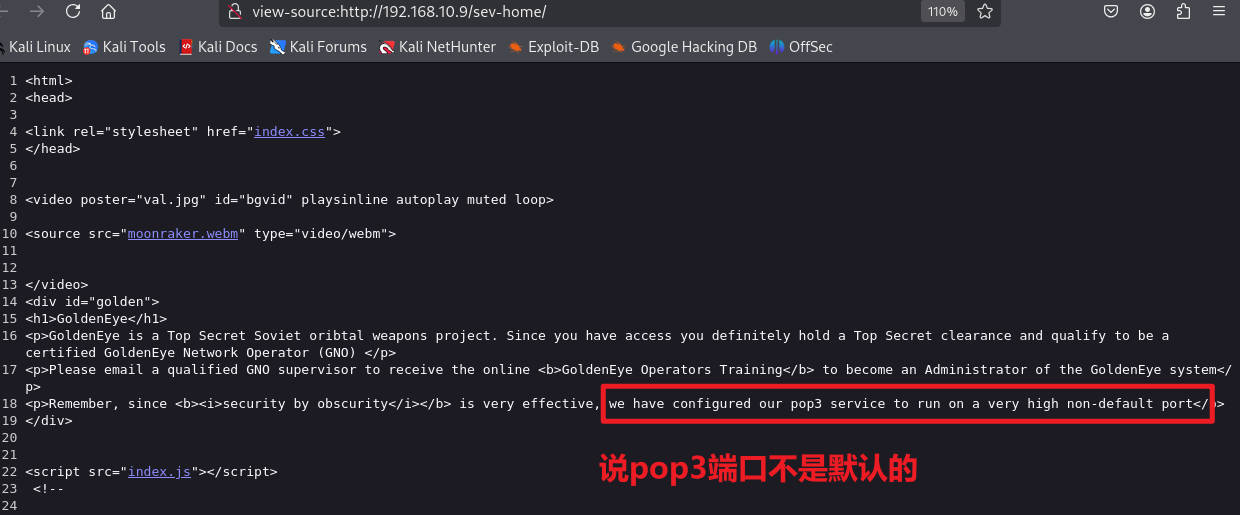 view-source:http://192.168.10.9/sev-home/
110%
Kali Linux Kali Tools Kali Docs Kali Forums Kali NetHunter Exploit-DB Google Hacking DB OffSec
1 <html>
2 <head>
3
4 <link rel="stylesheet" href="index.css">
5 </head>
6
7
8 <video poster="val.jpg" id="bgvid" playsinline autoplay muted loop>
9
10 <source src="moonraker.webm" type="video/webm">
11
12
13 </video>
14 <div id="golden">
15 <h1>GoldenEye</h1>
16 <p>GoldenEye is a Top Secret Soviet oribtal weapons project. Since you have access you definitely hold a Top Secret clearance and qualify to be a
certified GoldenEye Network Operator (GNO) </p>
17 <p>Please email a qualified GNO supervisor to receive the online <b>GoldenEye Operators Training</b> to become an Administrator of the GoldenEye system</
p>
18 <p>Remember, since <b><i>security by obscurity</i></b> is very effective, we have configured our pop3 service to run on a very high non-default port</p>
19 </div>
20
21
22 <script src="index.js"></script>
说pop3端口不是默认的
23 <!--
24